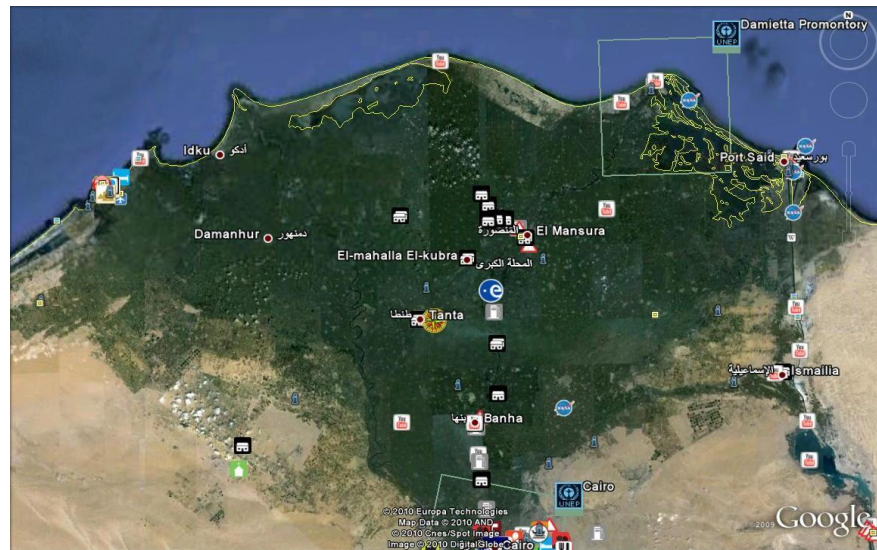 N
Damietta Promontory
UNEP
Idku أدكو
Port Said بورسعيد
Damanhur دمنهور
المنصورة El Mansura
El-mahalla El-kubra المحلة الكبرى
طنطا Tanta
الإسماعيلية Ismailia
بنها Banha
UNEP
Cairo
© 2010 Europa Technologies
Map Data © 2010 AND
© 2010 Cnes/Spot Image
Image © 2010 DigitalGlobe
Cairo
2009 Google